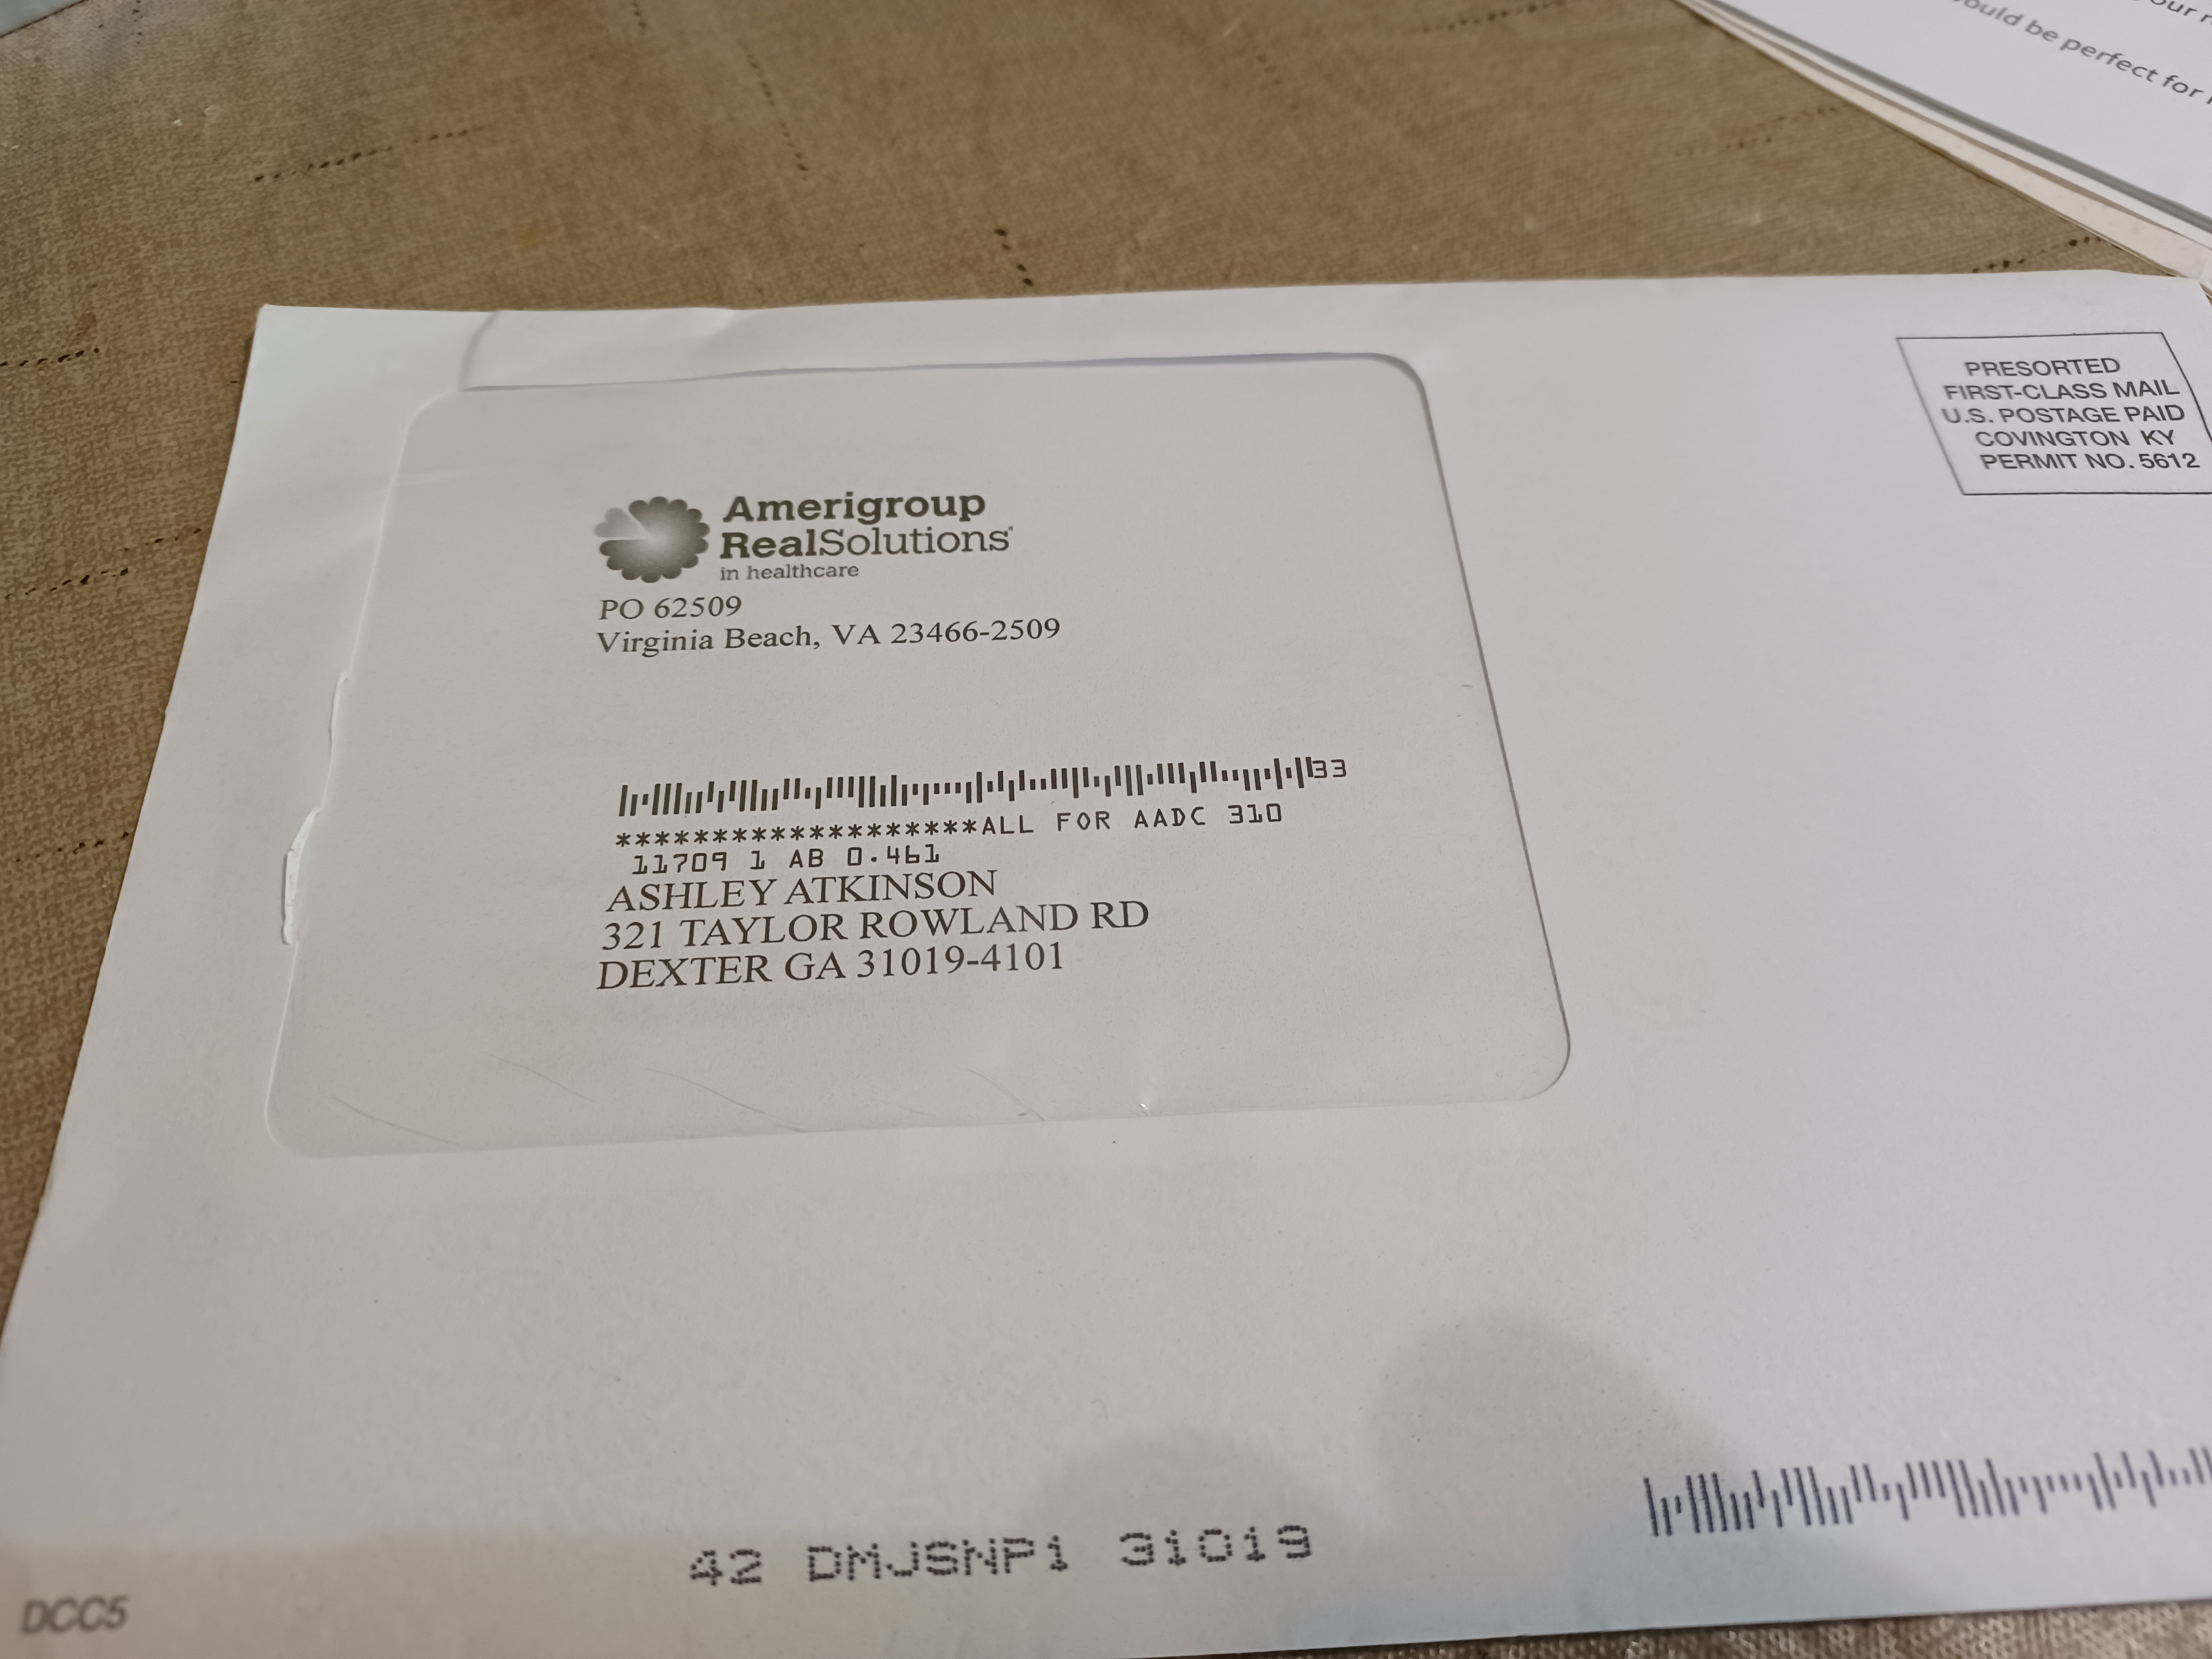 our
ould be perfect for
PRESORTED
FIRST-CLASS MAIL
U.S. POSTAGE PAID
COVINGTON KY
PERMIT NO. 5612
Amerigroup
RealSolutions
in healthcare
PO 62509
Virginia Beach, VA 23466-2509
33
*******************ALL FOR AADC 310
11709 1 AB 0.461
ASHLEY ATKINSON
321 TAYLOR ROWLAND RD
DEXTER GA 31019-4101
42 DMJSNP1 31019
DCC5